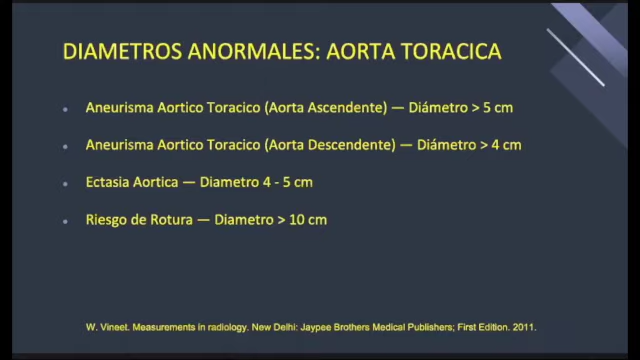 DIAMETROS ANORMALES: AORTA TORACICA
Aneurisma Aortico Toracico (Aorta Ascendente) — Diámetro > 5 cm
Aneurisma Aortico Toracico (Aorta Descendente) — Diámetro > 4 cm
Ectasia Aortica — Diametro 4 - 5 cm
Riesgo de Rotura — Diametro > 10 cm
W. Vineet. Measurements in radiology. New Delhi: Jaypee Brothers Medical Publishers; First Edition. 2011.